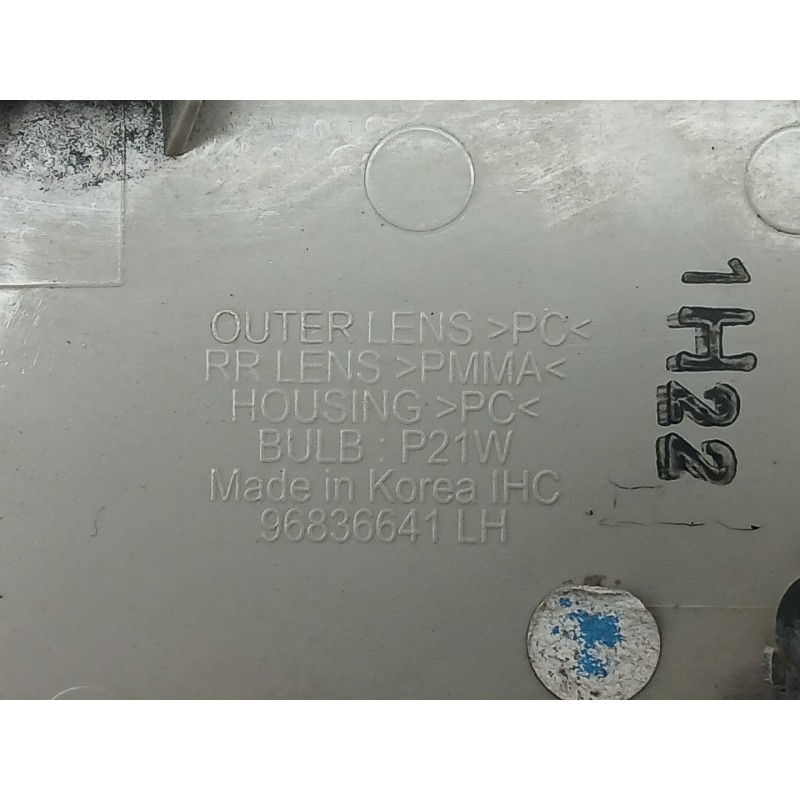 OUTER LENS >PC<
RR LENS >PMMA<
HOUSING >PC<
BULB : P21W
Made in Korea IHC
96836641 LH
1H22